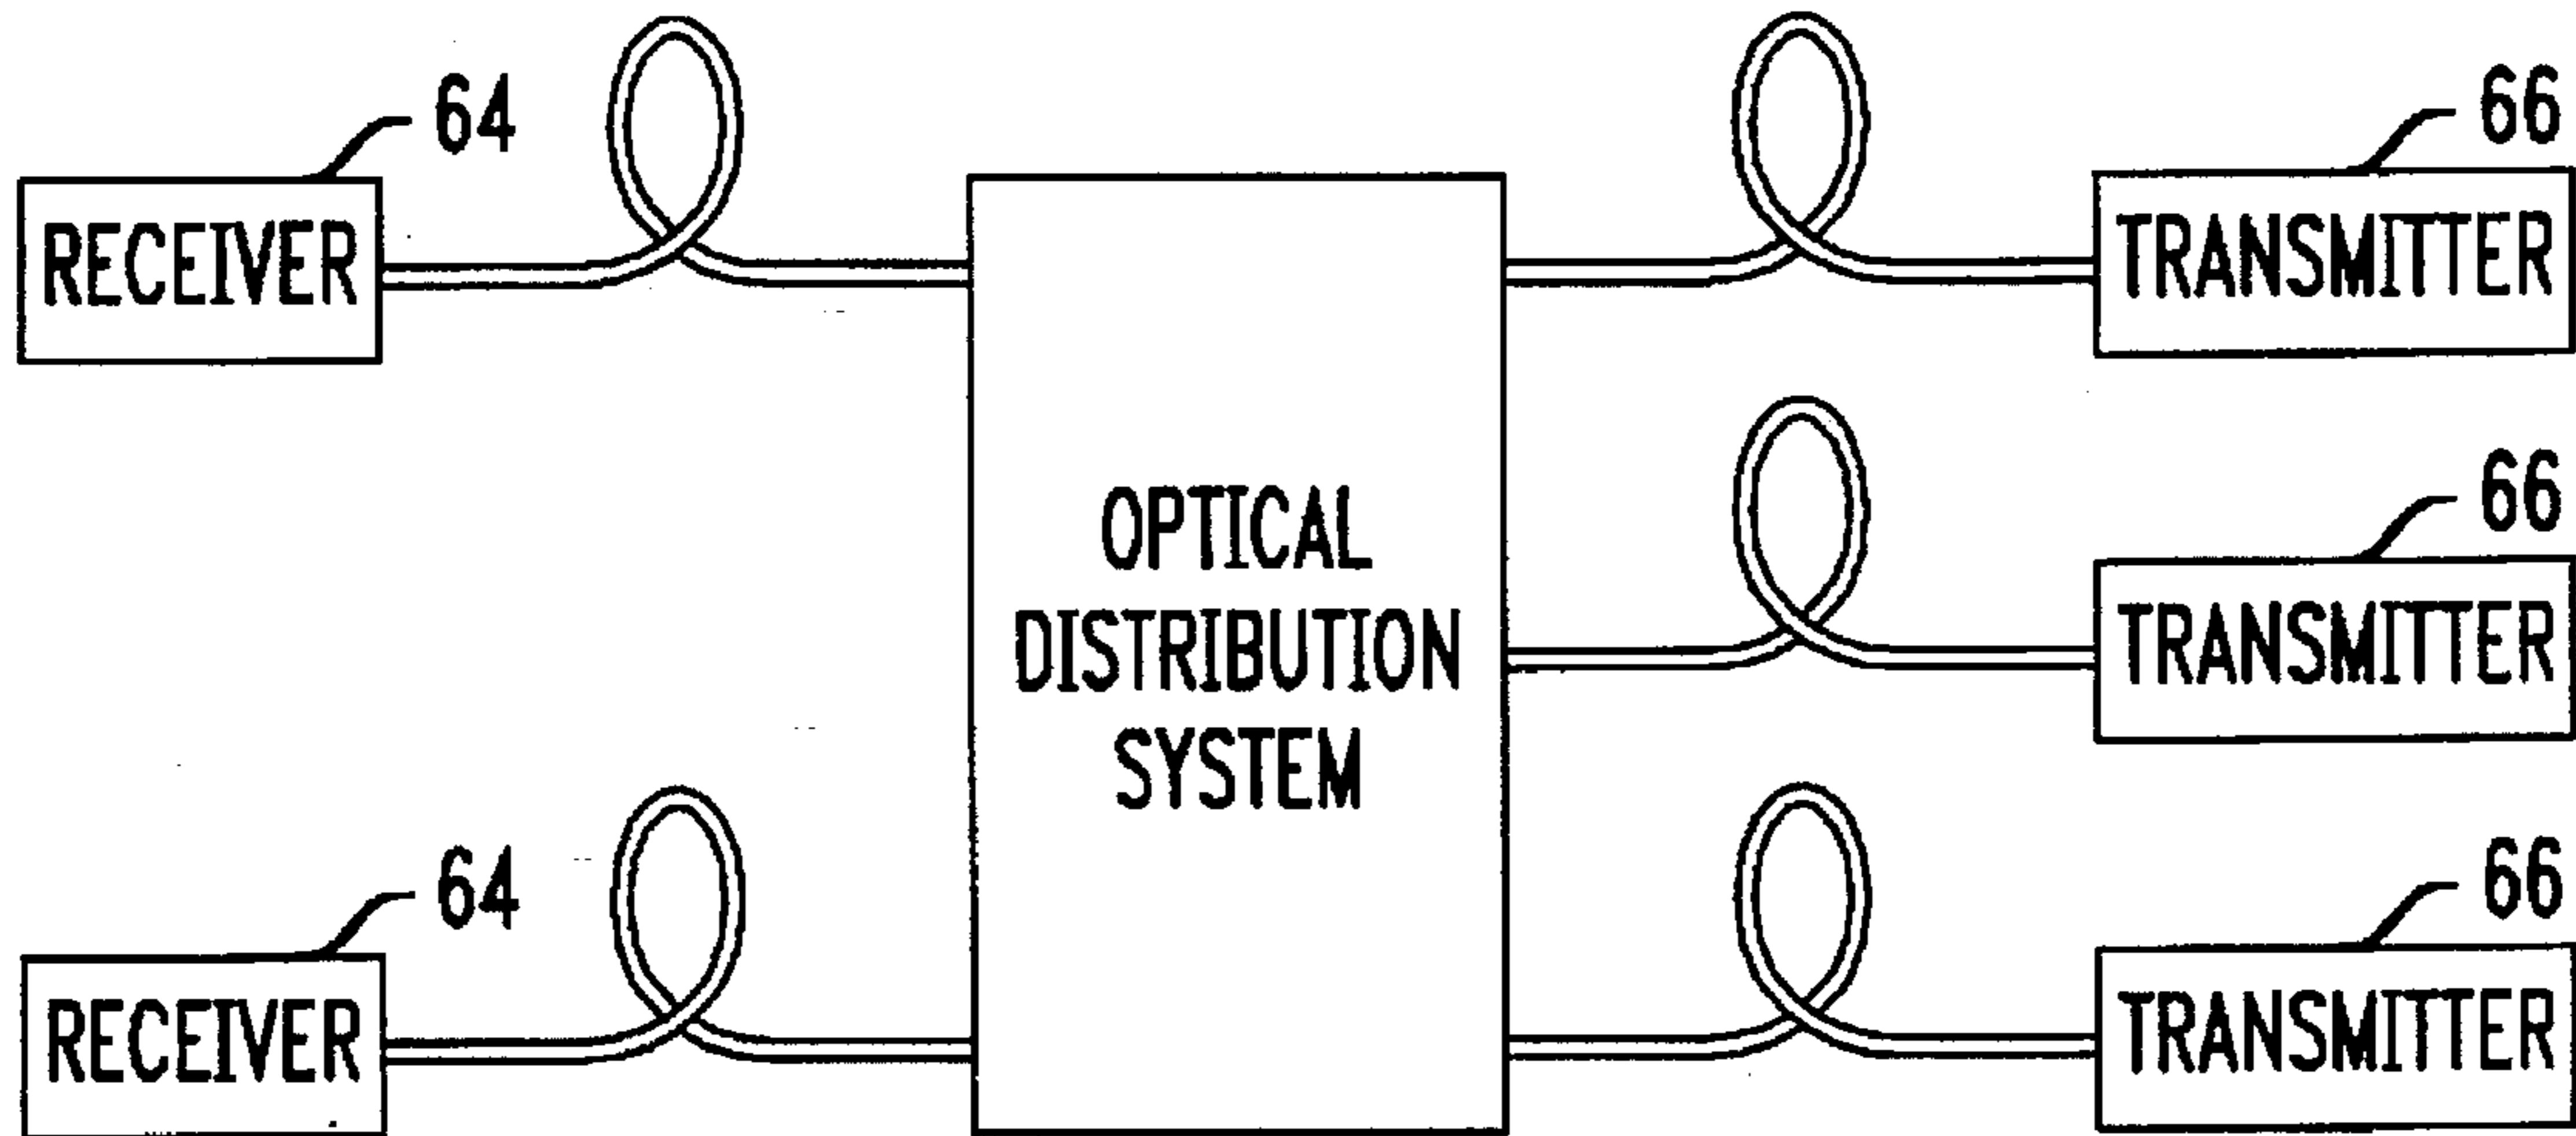 64
66
RECEIVER
TRANSMITTER
66
OPTICAL
DISTRIBUTION
SYSTEM
TRANSMITTER
64
66
RECEIVER
TRANSMITTER